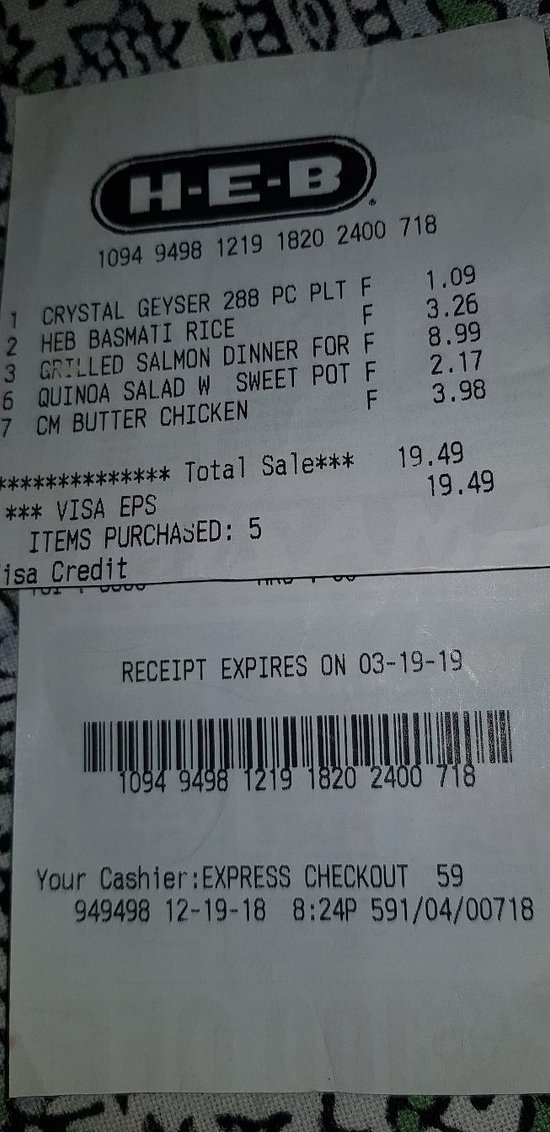 H-E-B
1094 9498 1219 1820 2400 718
1 CRYSTAL GEYSER 288 PC PLT F 1.09
2 HEB BASMATI RICE F 3.26
3 GRILLED SALMON DINNER FOR F 8.99
6 QUINOA SALAD W SWEET POT F 2.17
7 CM BUTTER CHICKEN F 3.98
************** Total Sale*** 19.49
*** VISA EPS 19.49
ITEMS PURCHASED: 5
isa Credit
RECEIPT EXPIRES ON 03-19-19
1094 9498 1219 1820 2400 718
Your Cashier:EXPRESS CHECKOUT 59
949498 12-19-18 8:24P 591/04/00718